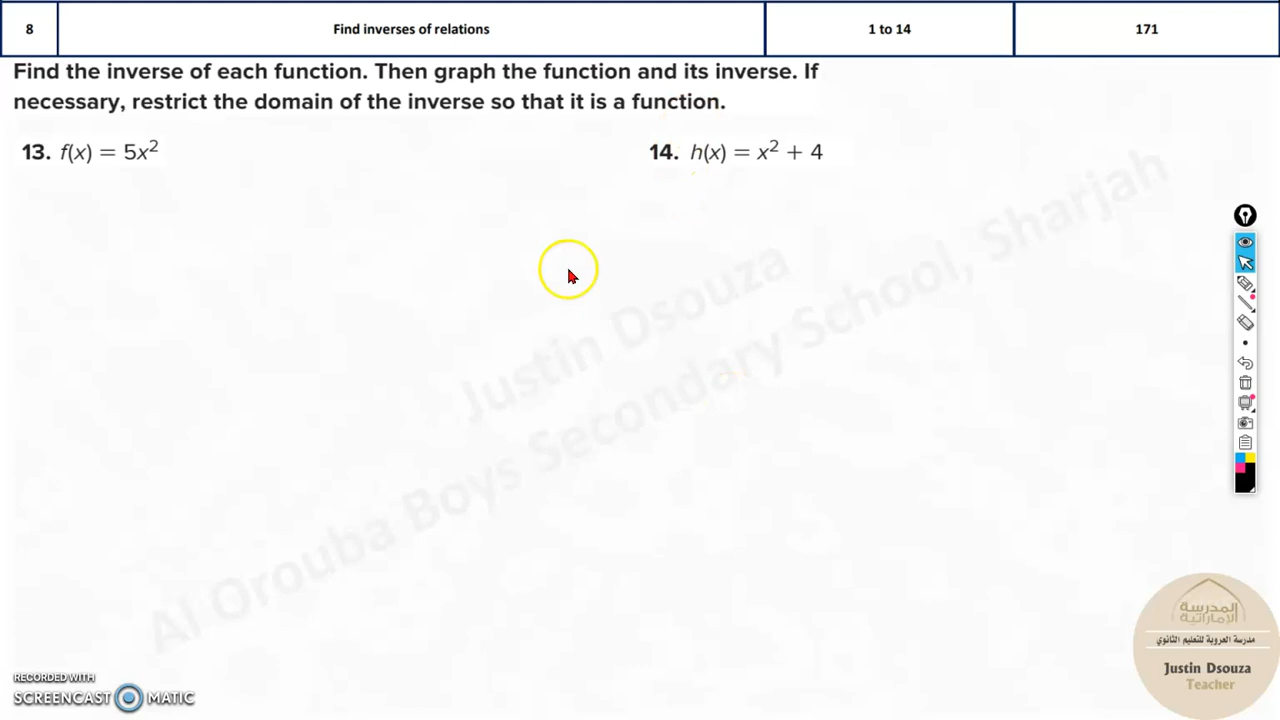 8 Find inverses of relations 1 to 14 171
Find the inverse of each function. Then graph the function and its inverse. If
necessary, restrict the domain of the inverse so that it is a function.
13. f(x) = 5x²
14. h(x) = x² + 4
Justin Dsouza
Al Orouba Boys Secondary School, Sharjah
المدرسة
الإماراتية
مدرسة العروبة للتعليم الثانوي
Justin Dsouza
Teacher
RECORDED WITH
SCREENCAST MATIC